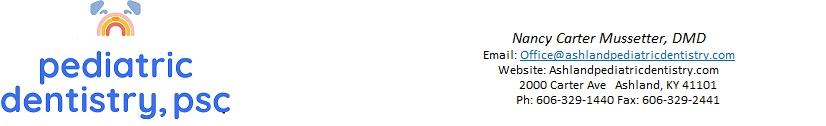 pediatric
dentistry, psc
Nancy Carter Mussetter, DMD
Email: Office@ashlandpediatricdentistry.com
Website: Ashlandpediatricdentistry.com
2000 Carter Ave   Ashland, KY 41101
Ph: 606-329-1440 Fax: 606-329-2441